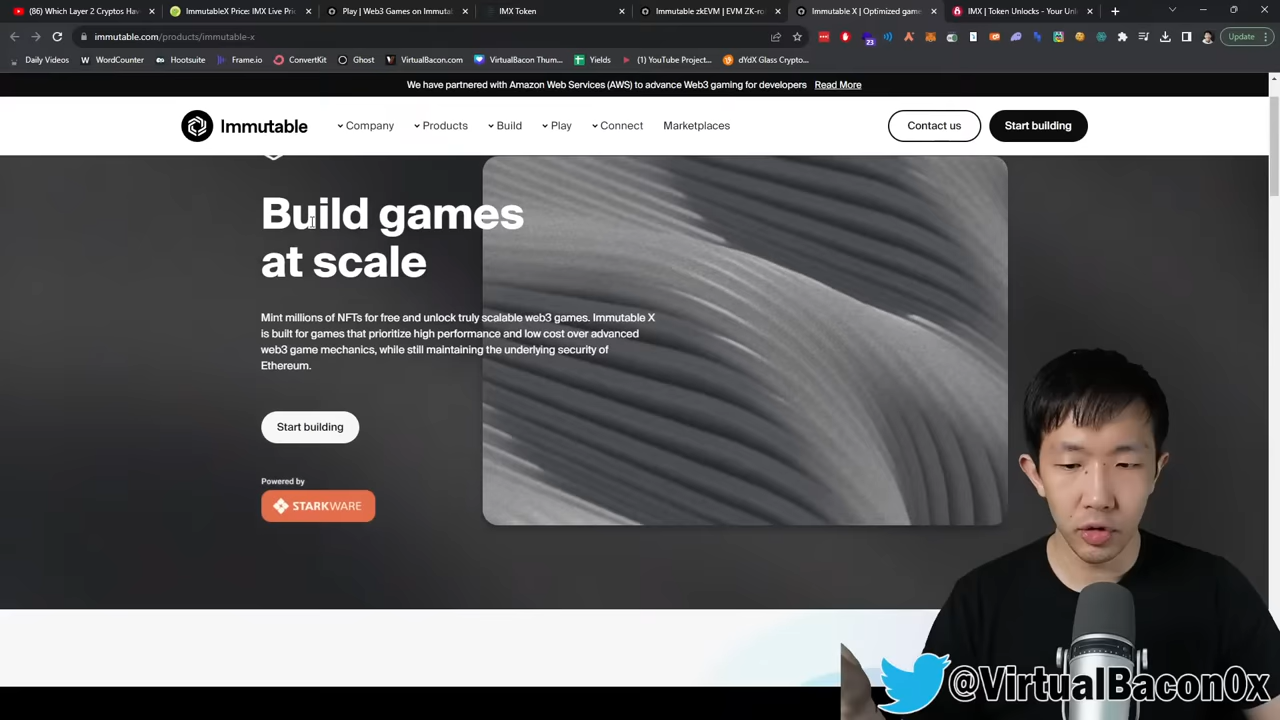 (86) Which Layer 2 Cryptos Hav
ImmutableX Price: IMX Live Pri
Play | Web3 Games on Immutab
IMX Token
Immutable zkEVM | EVM ZK-ro
Immutable X | Optimized game
IMX | Token Unlocks - Your Un
immutable.com/products/immutable-x
23
Update
Daily Videos
WordCounter
Hootsuite
Frame.io
ConvertKit
Ghost
VirtualBacon.com
VirtualBacon Thum...
Yields
(1) YouTube Project...
dYdX Glass Crypto...
We have partnered with Amazon Web Services (AWS) to advance Web3 gaming for developers Read More
Immutable
Company
Products
Build
Play
Connect
Marketplaces
Contact us
Start building
Build games
at scale
Mint millions of NFTs for free and unlock truly scalable web3 games. Immutable X
is built for games that prioritize high performance and low cost over advanced
web3 game mechanics, while still maintaining the underlying security of
Ethereum.
Start building
Powered by
STARKWARE
@VirtualBacon0x